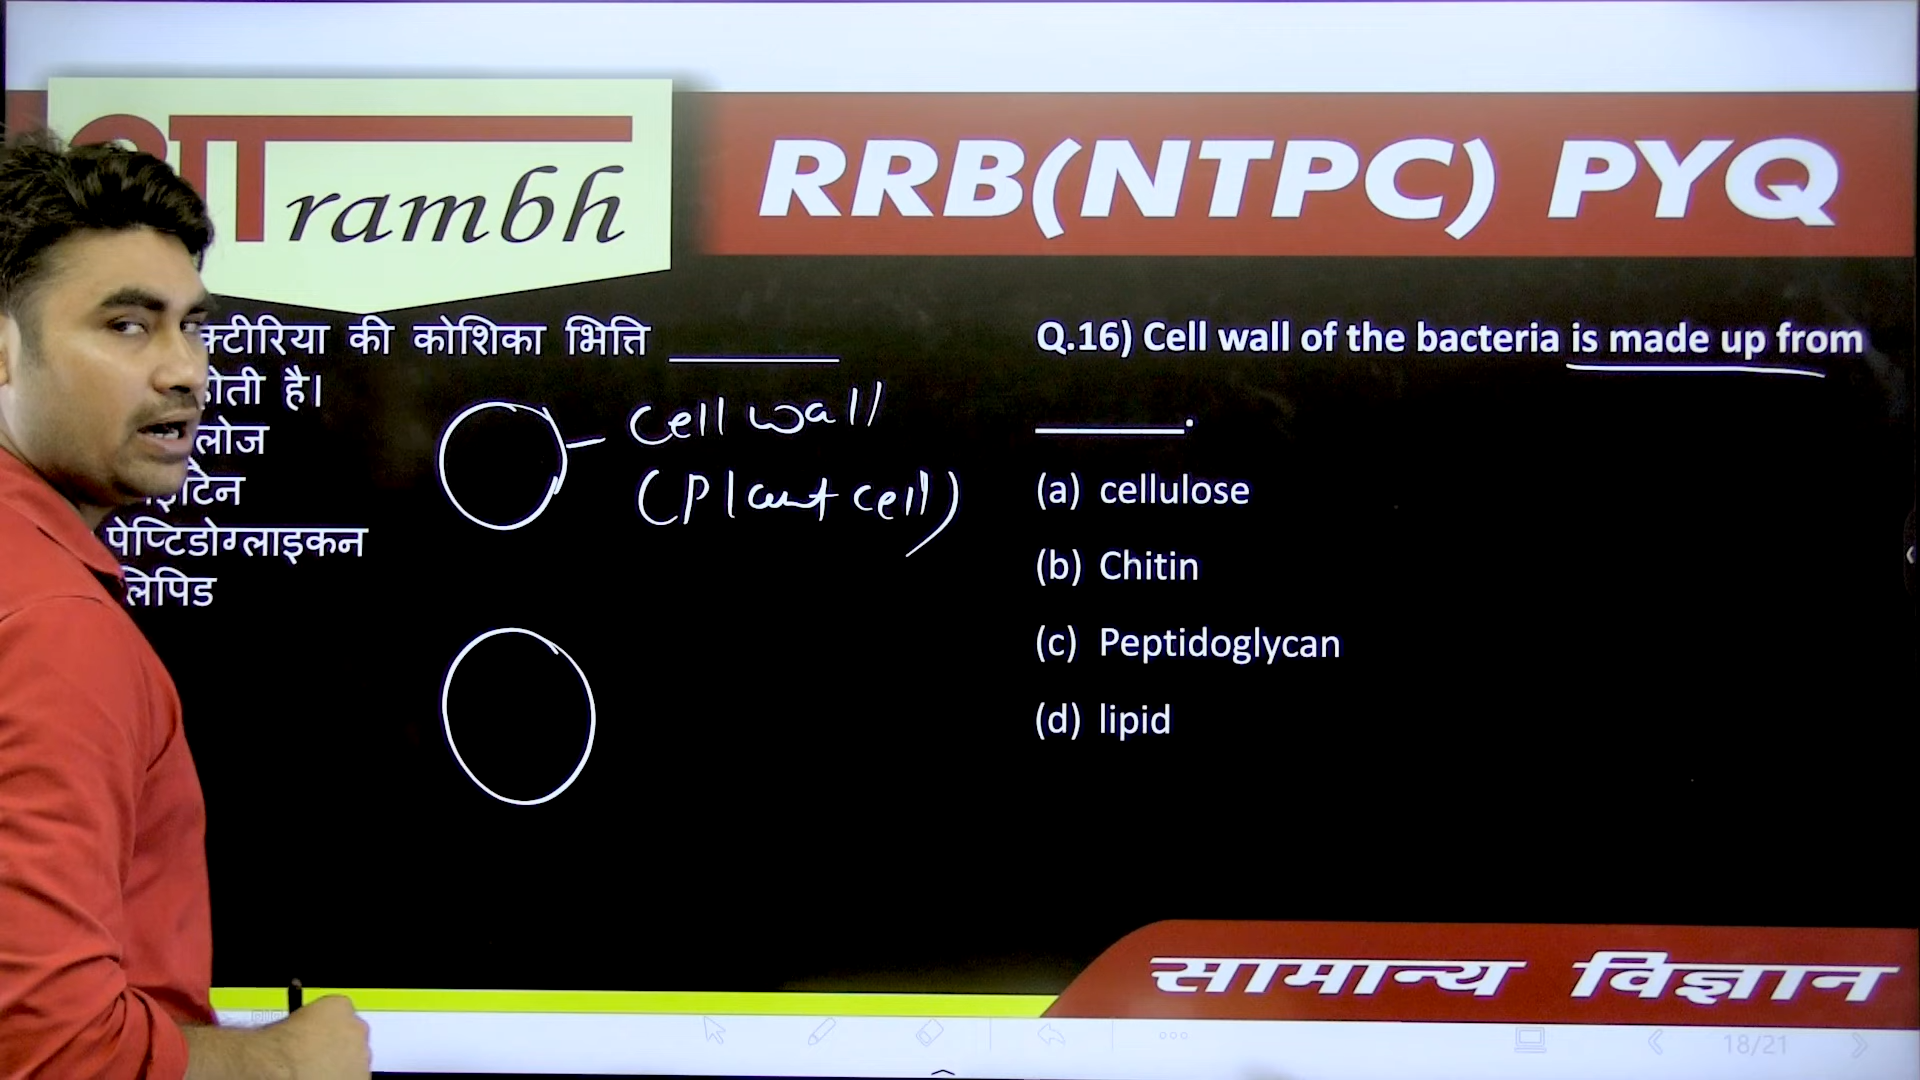 rambh
RRB(NTPC) PYQ
की कोशिका भित्ति ________
है।
पेप्टिडोग्लाइकन
लिपिड
cell wall
(plant cell)
Q.16) Cell wall of the bacteria is made up from
________.
(a) cellulose
(b) Chitin
(c) Peptidoglycan
(d) lipid
सामान्य विज्ञान
18/21